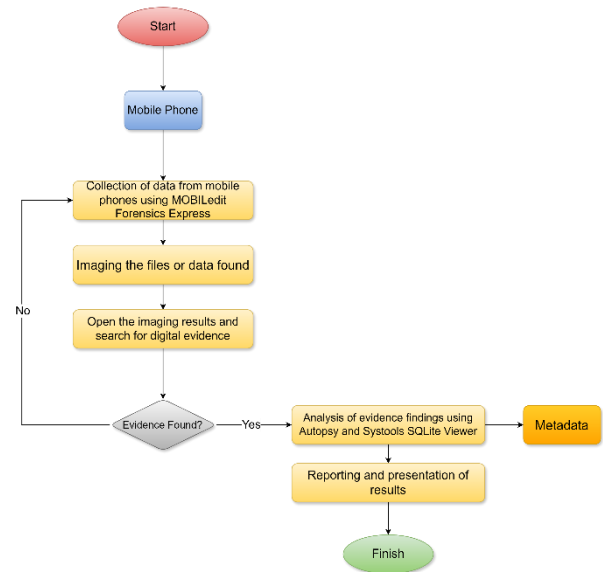 Start
Mobile Phone
Collection of data from mobile
phones using MOBILedit
Forensics Express
Imaging the files or data found
No
Open the imaging results and
search for digital evidence
Evidence Found?
Yes
Analysis of evidence findings using
Autopsy and Systools SQLite Viewer
Metadata
Reporting and presentation of
results
Finish